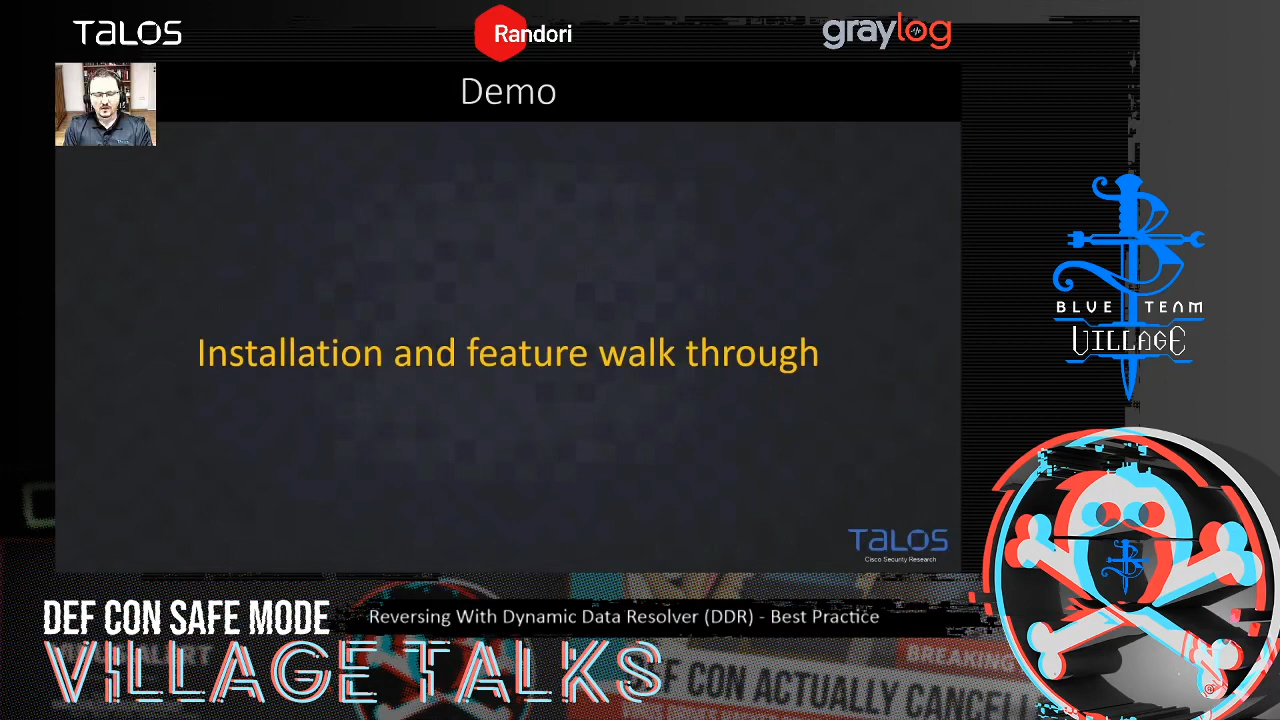 TALOS
Randori
graylog
Demo
Installation and feature walk through
BLUE TEAM
VILLAGE
TALOS
Cisco Security Research
DEF CON SAFE MODE
Reversing With Dynamic Data Resolver (DDR) - Best Practice
VILLAGE TALKS
BREAKING
DEF CON ACTUALLY